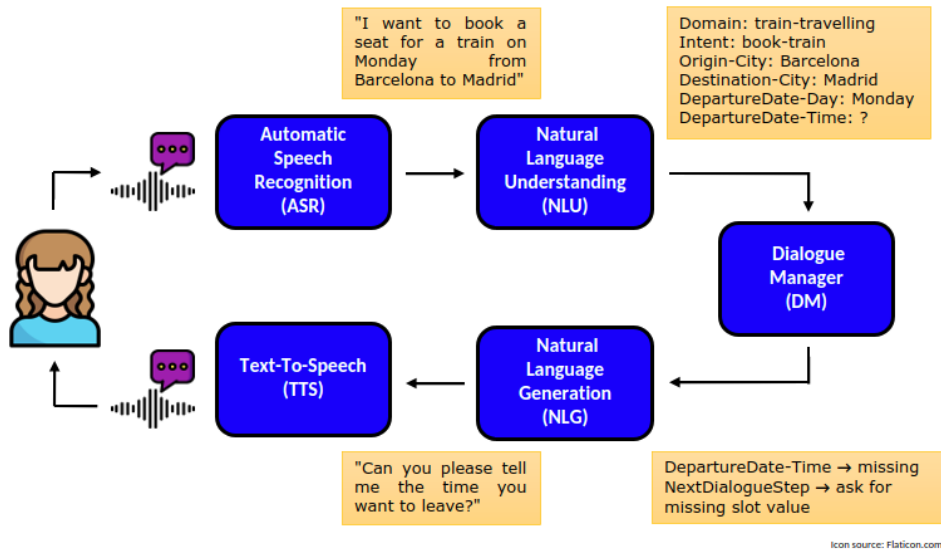 "I want to book a
seat for a train on
Monday from
Barcelona to Madrid"
Domain: train-travelling
Intent: book-train
Origin-City: Barcelona
Destination-City: Madrid
DepartureDate-Day: Monday
DepartureDate-Time: ?
Automatic
Speech
Recognition
(ASR)
Natural
Language
Understanding
(NLU)
Dialogue
Manager
(DM)
Text-To-Speech
(TTS)
Natural
Language
Generation
(NLG)
"Can you please tell
me the time you
want to leave?"
DepartureDate-Time → missing
NextDialogueStep → ask for
missing slot value
Icon source: Flaticon.com